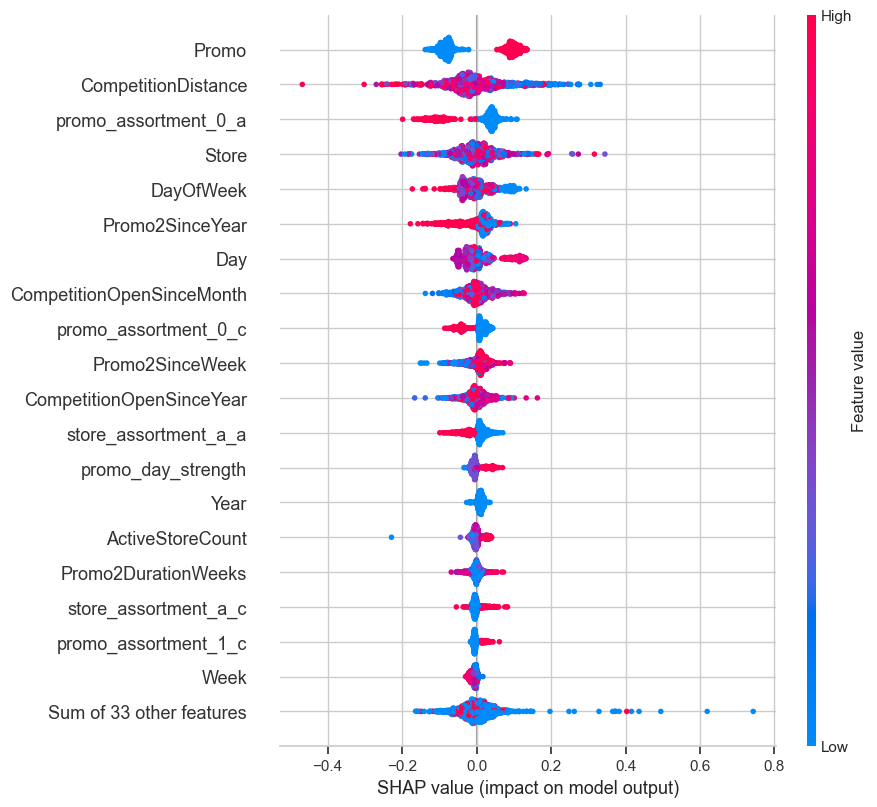 High
Promo
CompetitionDistance
promo_assortment_0_a
Store
DayOfWeek
Promo2SinceYear
Day
CompetitionOpenSinceMonth
promo_assortment_0_c
Promo2SinceWeek
CompetitionOpenSinceYear
store_assortment_a_a
promo_day_strength
Year
ActiveStoreCount
Promo2DurationWeeks
store_assortment_a_c
promo_assortment_1_c
Week
Sum of 33 other features
Feature value
Low
−0.4 −0.2 0.0 0.2 0.4 0.6 0.8
SHAP value (impact on model output)